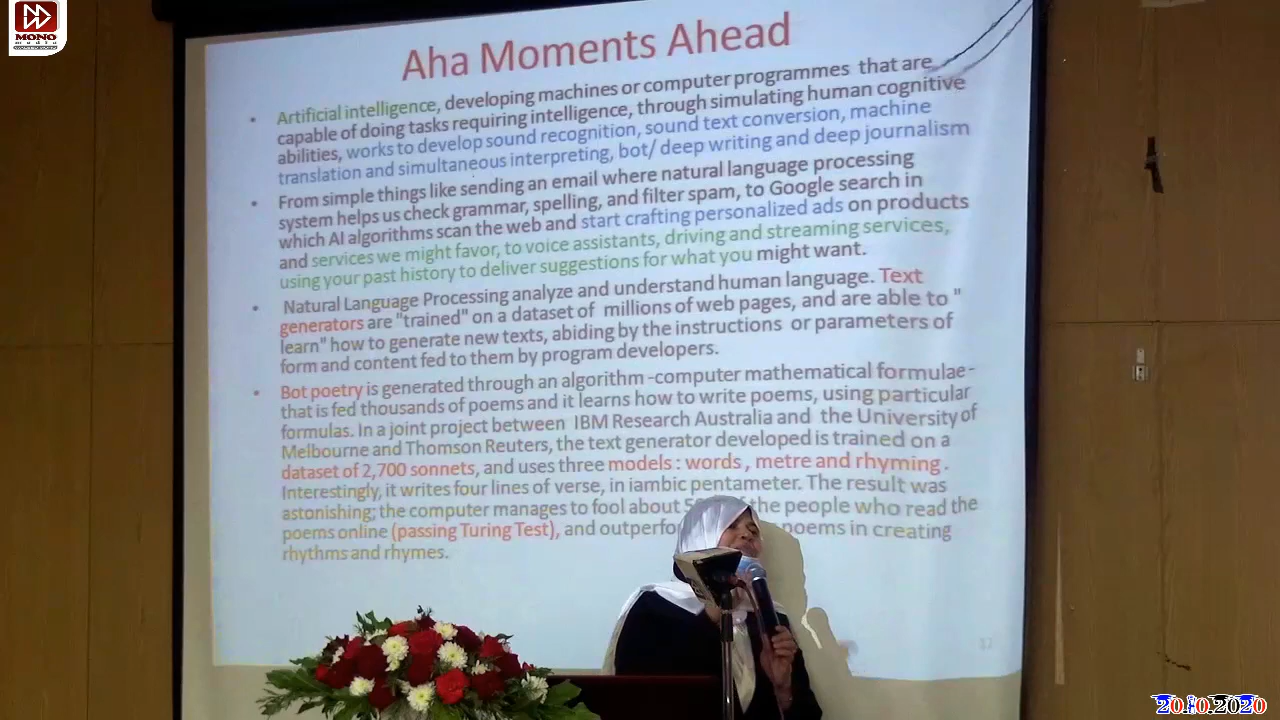 MONO
media
Aha Moments Ahead
• Artificial intelligence, developing machines or computer programmes that are
capable of doing tasks requiring intelligence, through simulating human cognitive
abilities, works to develop sound recognition, sound text conversion, machine
translation and simultaneous interpreting, bot/ deep writing and deep journalism
• From simple things like sending an email where natural language processing
system helps us check grammar, spelling, and filter spam, to Google search in
which AI algorithms scan the web and start crafting personalized ads on products
and services we might favor, to voice assistants, driving and streaming services,
using your past history to deliver suggestions for what you might want.
• Natural Language Processing analyze and understand human language. Text
generators are "trained" on a dataset of millions of web pages, and are able to "
learn" how to generate new texts, abiding by the instructions or parameters of
form and content fed to them by program developers.
• Bot poetry is generated through an algorithm -computer mathematical formulae-
that is fed thousands of poems and it learns how to write poems, using particular
formulas. In a joint project between IBM Research Australia and the University of
Melbourne and Thomson Reuters, the text generator developed is trained on a
dataset of 2,700 sonnets, and uses three models : words , metre and rhyming .
Interestingly, it writes four lines of verse, in iambic pentameter. The result was
astonishing; the computer manages to fool about the people who read the
poems online (passing Turing Test), and poems in creating
rhythms and rhymes.
20.10.2020